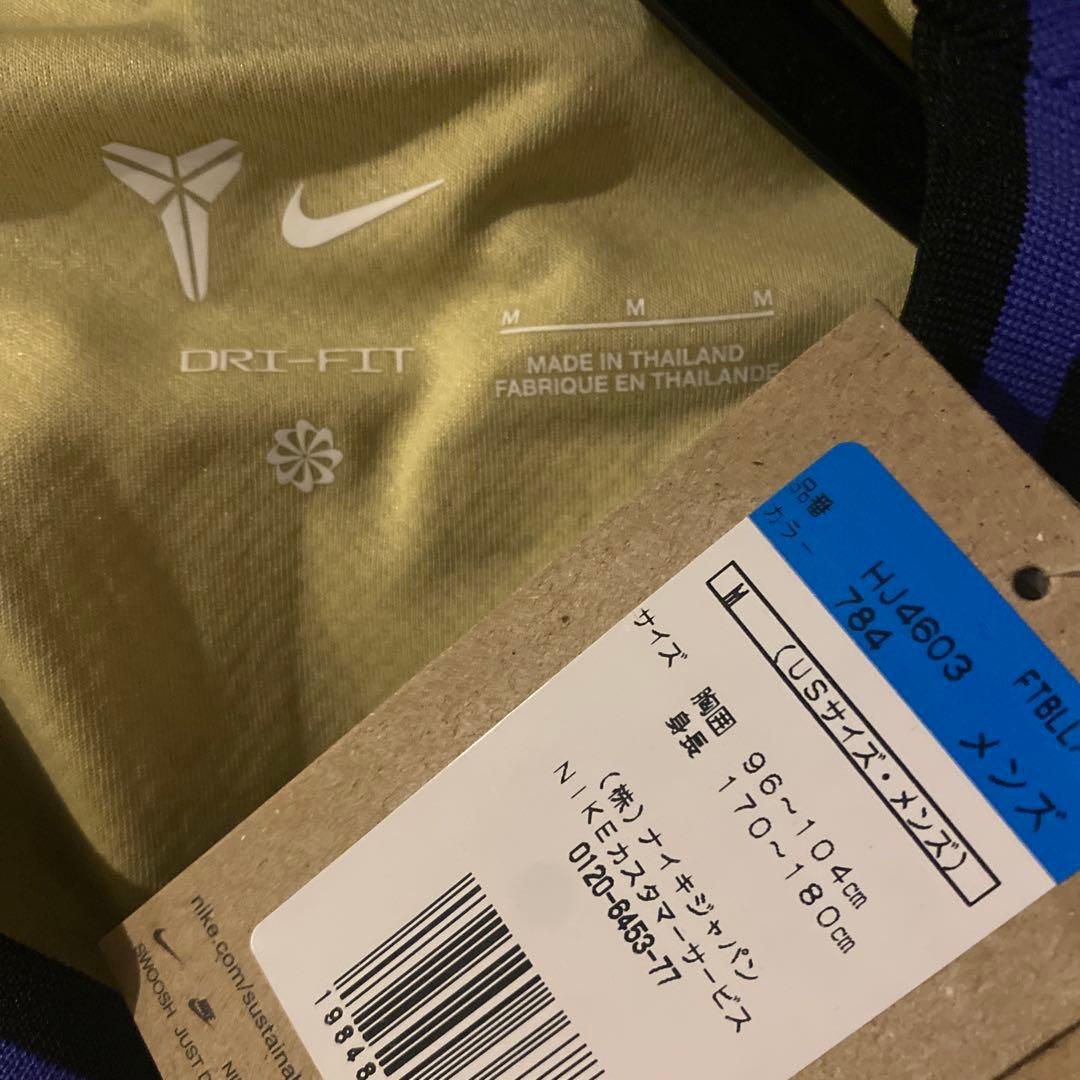 DRI-FIT
M M M
MADE IN THAILAND
FABRIQUE EN THAILANDE
品番 HJ4603 FTBLL
カラー 784 メンズ
M (USサイズ・メンズ)
サイズ
胸囲 96~104cm
身長 170~180cm
(株)ナイキジャパン
NIKEカスタマーサービス
0120-6453-77
19848
nike.com/sustaina
SWOOSH JUST D